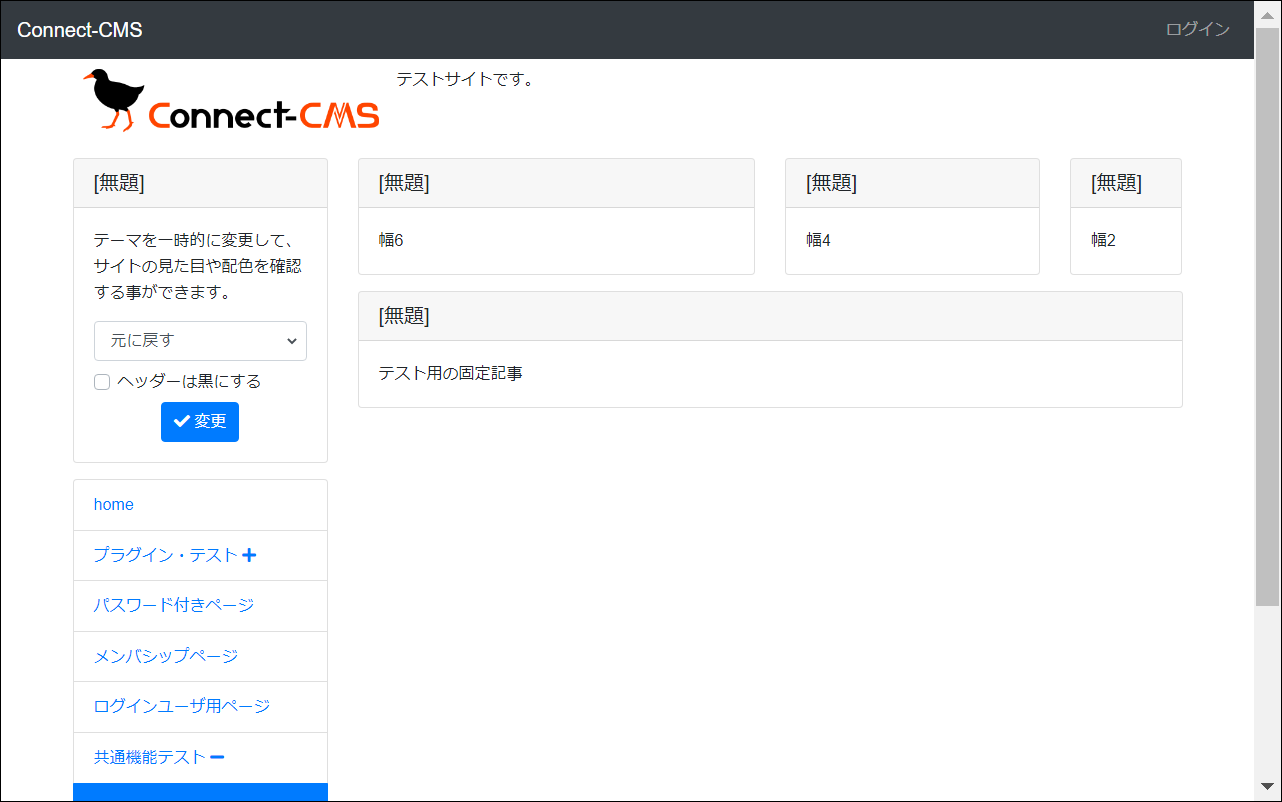 Connect-CMS
ログイン
Connect-CMS
テストサイトです。
[無題]
テーマを一時的に変更して、
サイトの見た目や配色を確認
する事ができます。
元に戻す
ヘッダーは黒にする
変更
home
プラグイン・テスト
パスワード付きページ
メンバシップページ
ログインユーザ用ページ
共通機能テスト
[無題]
幅6
[無題]
幅4
[無題]
幅2
[無題]
テスト用の固定記事